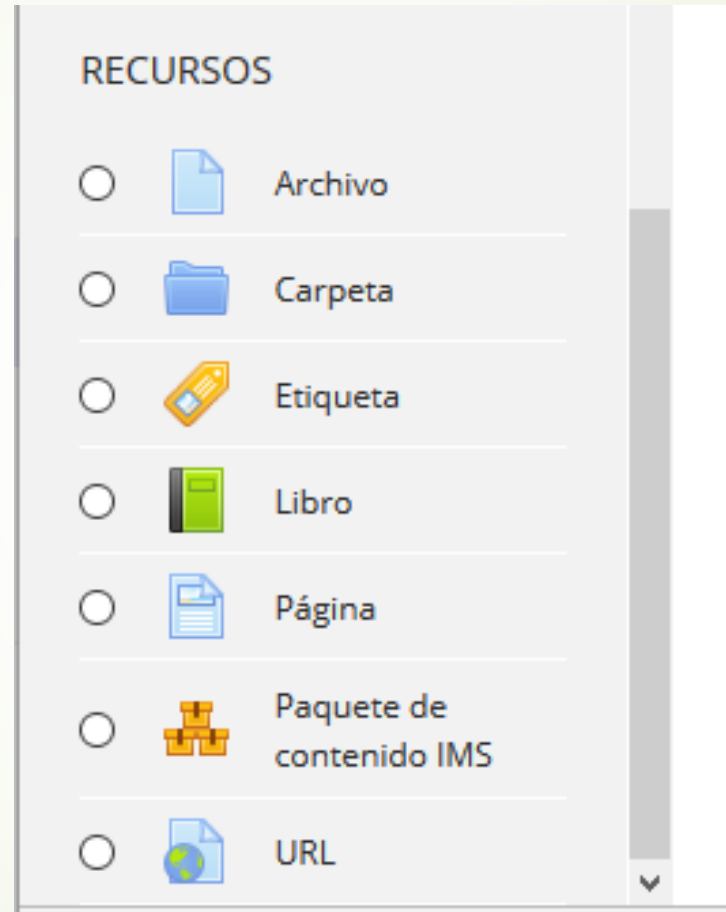 RECURSOS
Archivo
Carpeta
Etiqueta
Libro
Página
Paquete de
contenido IMS
URL